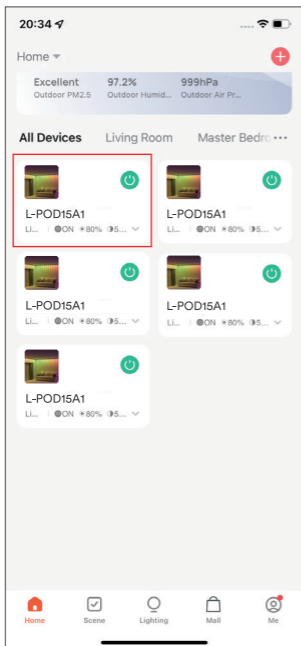 20:34
Home
Excellent 97.2% 999hPa
Outdoor PM2.5 Outdoor Humid... Outdoor Air Pr...
All Devices Living Room Master Bedro
L-POD15A1 L-POD15A1
Li... ON 80% 5... Li... ON 80% 5...
L-POD15A1 L-POD15A1
Li... ON 80% 5... Li... ON 80% 5...
L-POD15A1
Li... ON 80% 5...
Home Scene Lighting Mall Me